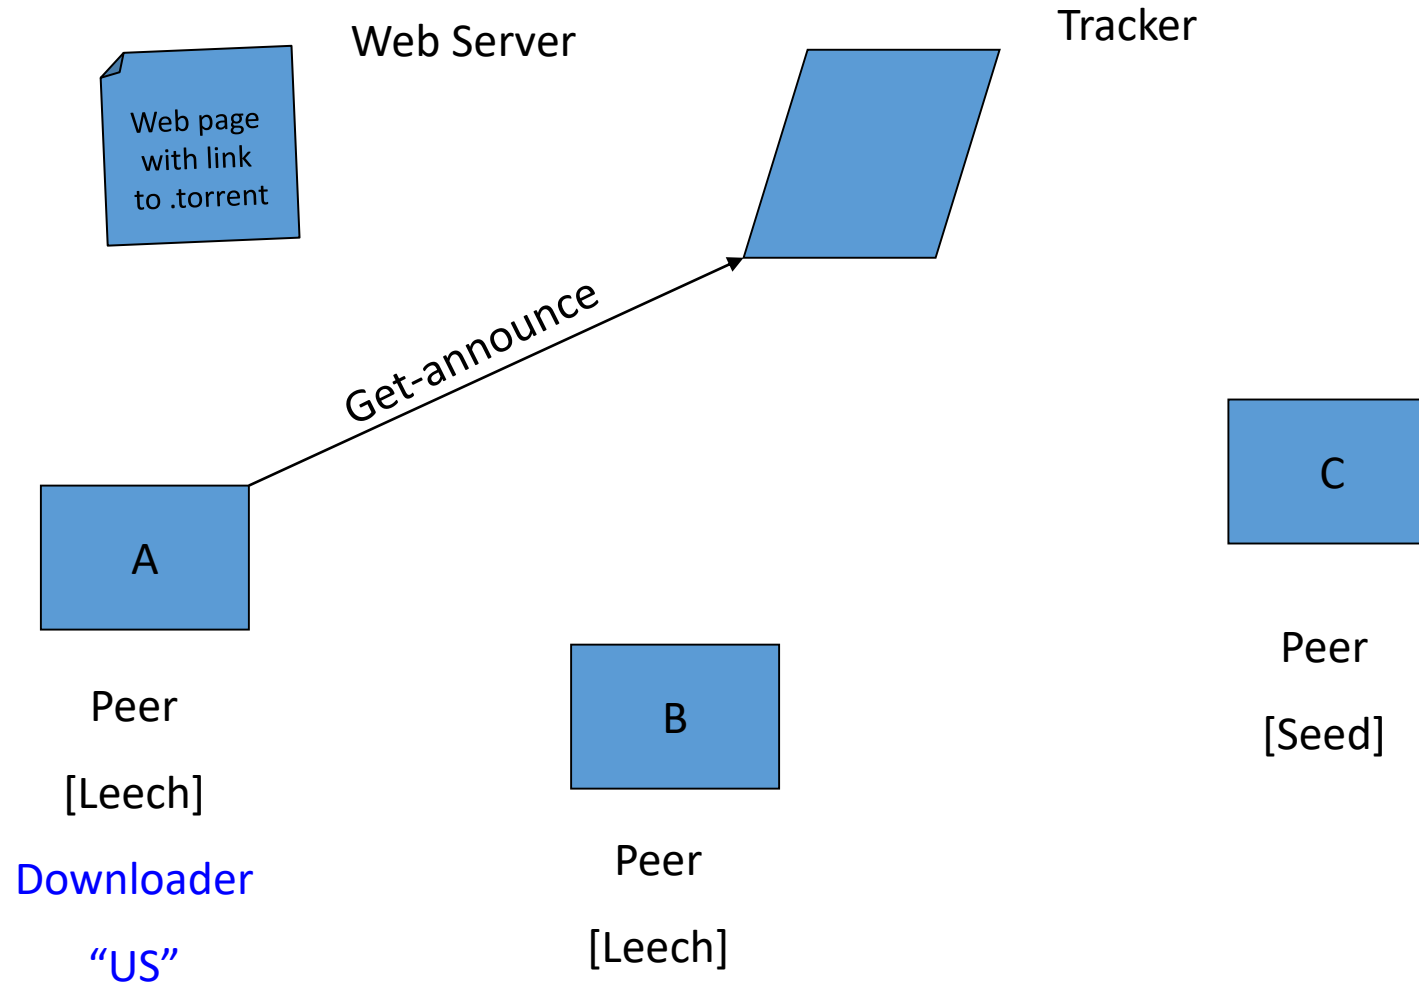 Web Server
Tracker
Web page
with link
to .torrent
Get-announce
A
Peer
[Leech]
Downloader
“US”
B
Peer
[Leech]
C
Peer
[Seed]